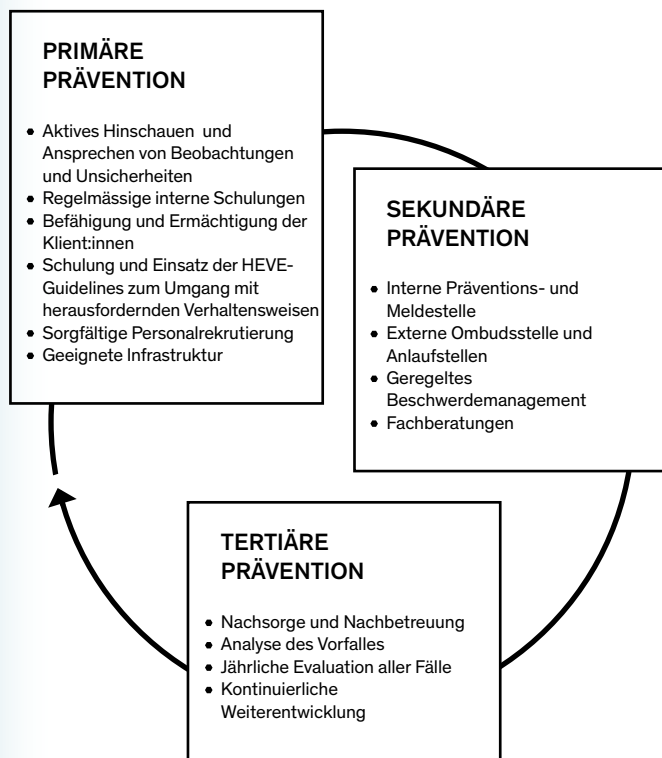 PRIMÄRE
PRÄVENTION
• Aktives Hinschauen und
Ansprechen von Beobachtungen
und Unsicherheiten
• Regelmässige interne Schulungen
• Befähigung und Ermächtigung der
Klient:innen
• Schulung und Einsatz der HEVE-
Guidelines zum Umgang mit
herausfordernden Verhaltensweisen
• Sorgfältige Personalrekrutierung
• Geeignete Infrastruktur
SEKUNDÄRE
PRÄVENTION
• Interne Präventions- und
Meldestelle
• Externe Ombudsstelle und
Anlaufstellen
• Geregeltes
Beschwerdemanagement
• Fachberatungen
TERTIÄRE
PRÄVENTION
• Nachsorge und Nachbetreuung
• Analyse des Vorfalles
• Jährliche Evaluation aller Fälle
• Kontinuierliche
Weiterentwicklung